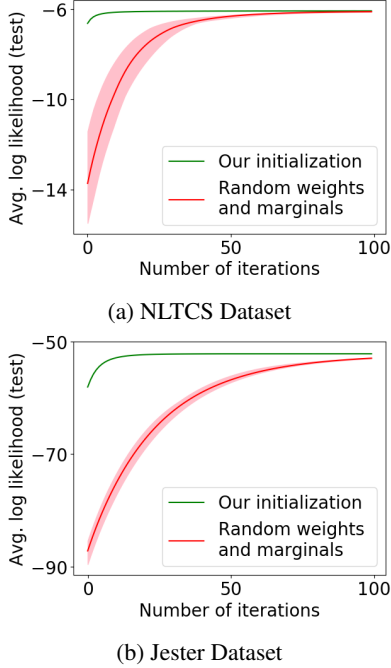 −6
−10
−14
Avg. log likelihood (test)
Our initialization
Random weights
and marginals
0 50 100
Number of iterations
(a) NLTCS Dataset
−50
−70
−90
Avg. log likelihood (test)
Our initialization
Random weights
and marginals
0 50 100
Number of iterations
(b) Jester Dataset